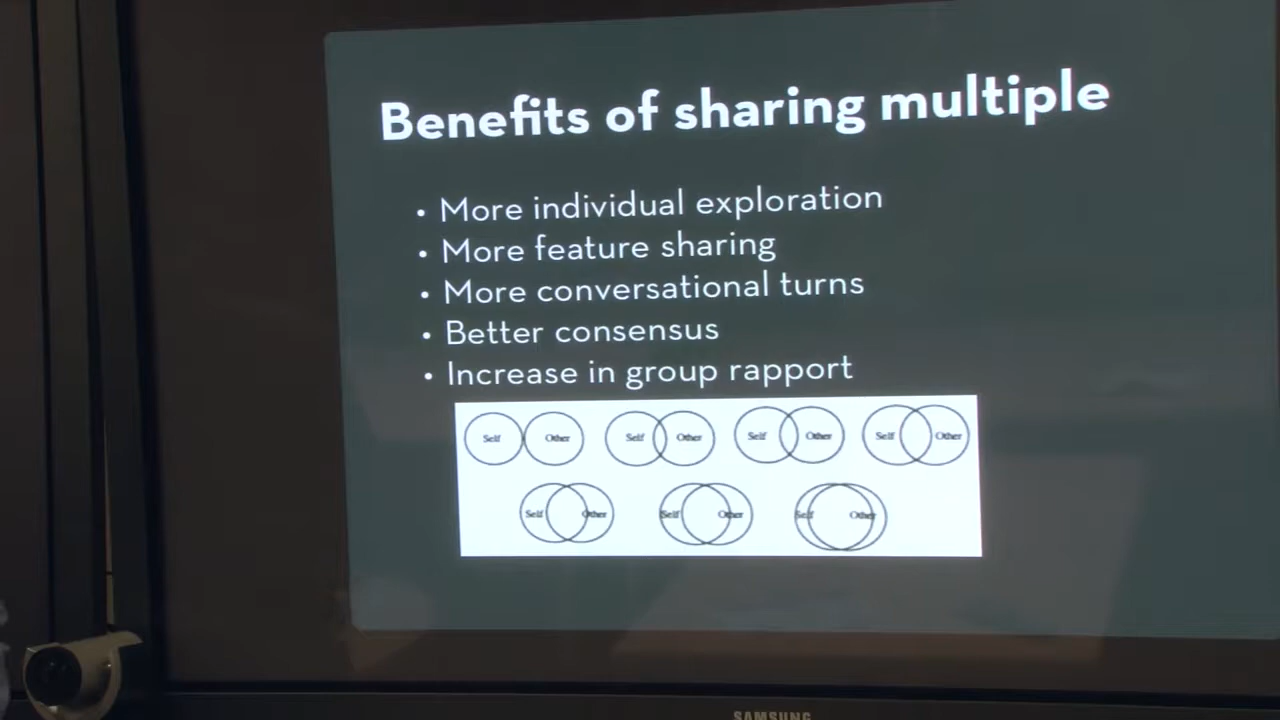 Benefits of sharing multiple
• More individual exploration
• More feature sharing
• More conversational turns
• Better consensus
• Increase in group rapport
Self Other Self Other Self Other Self Other
Self Other Self Other Self Other
SAMSUNG